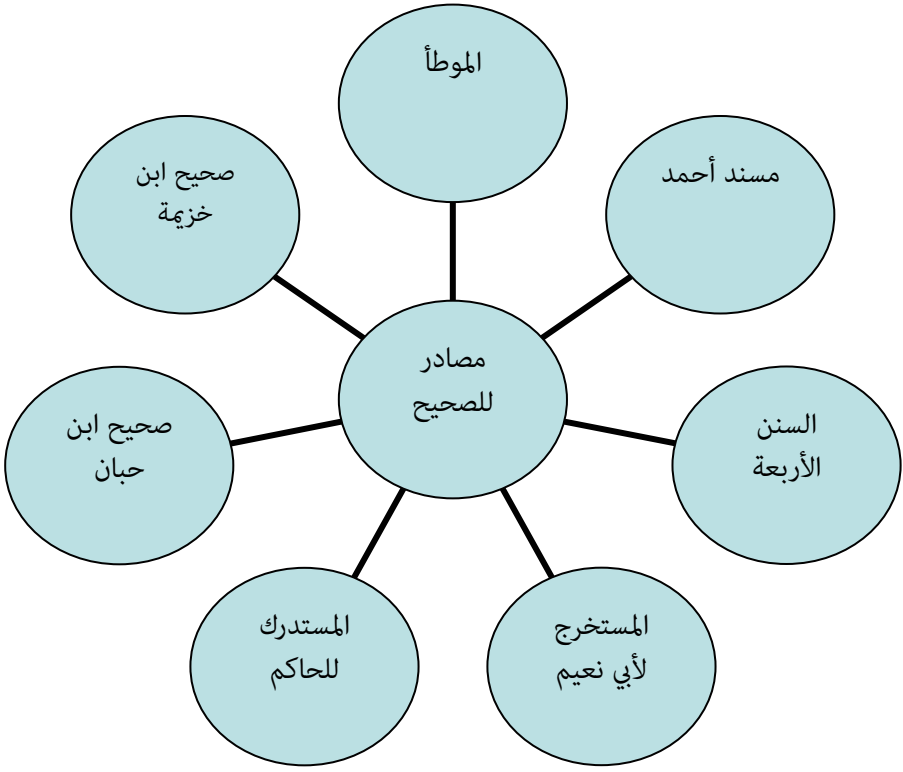 الموطأ
مسند أحمد
صحيح ابن
خزيمة
مصادر
للصحيح
السنن
الأربعة
صحيح ابن
حبان
المستخرج
لأبي نعيم
المستدرك
للحاكم